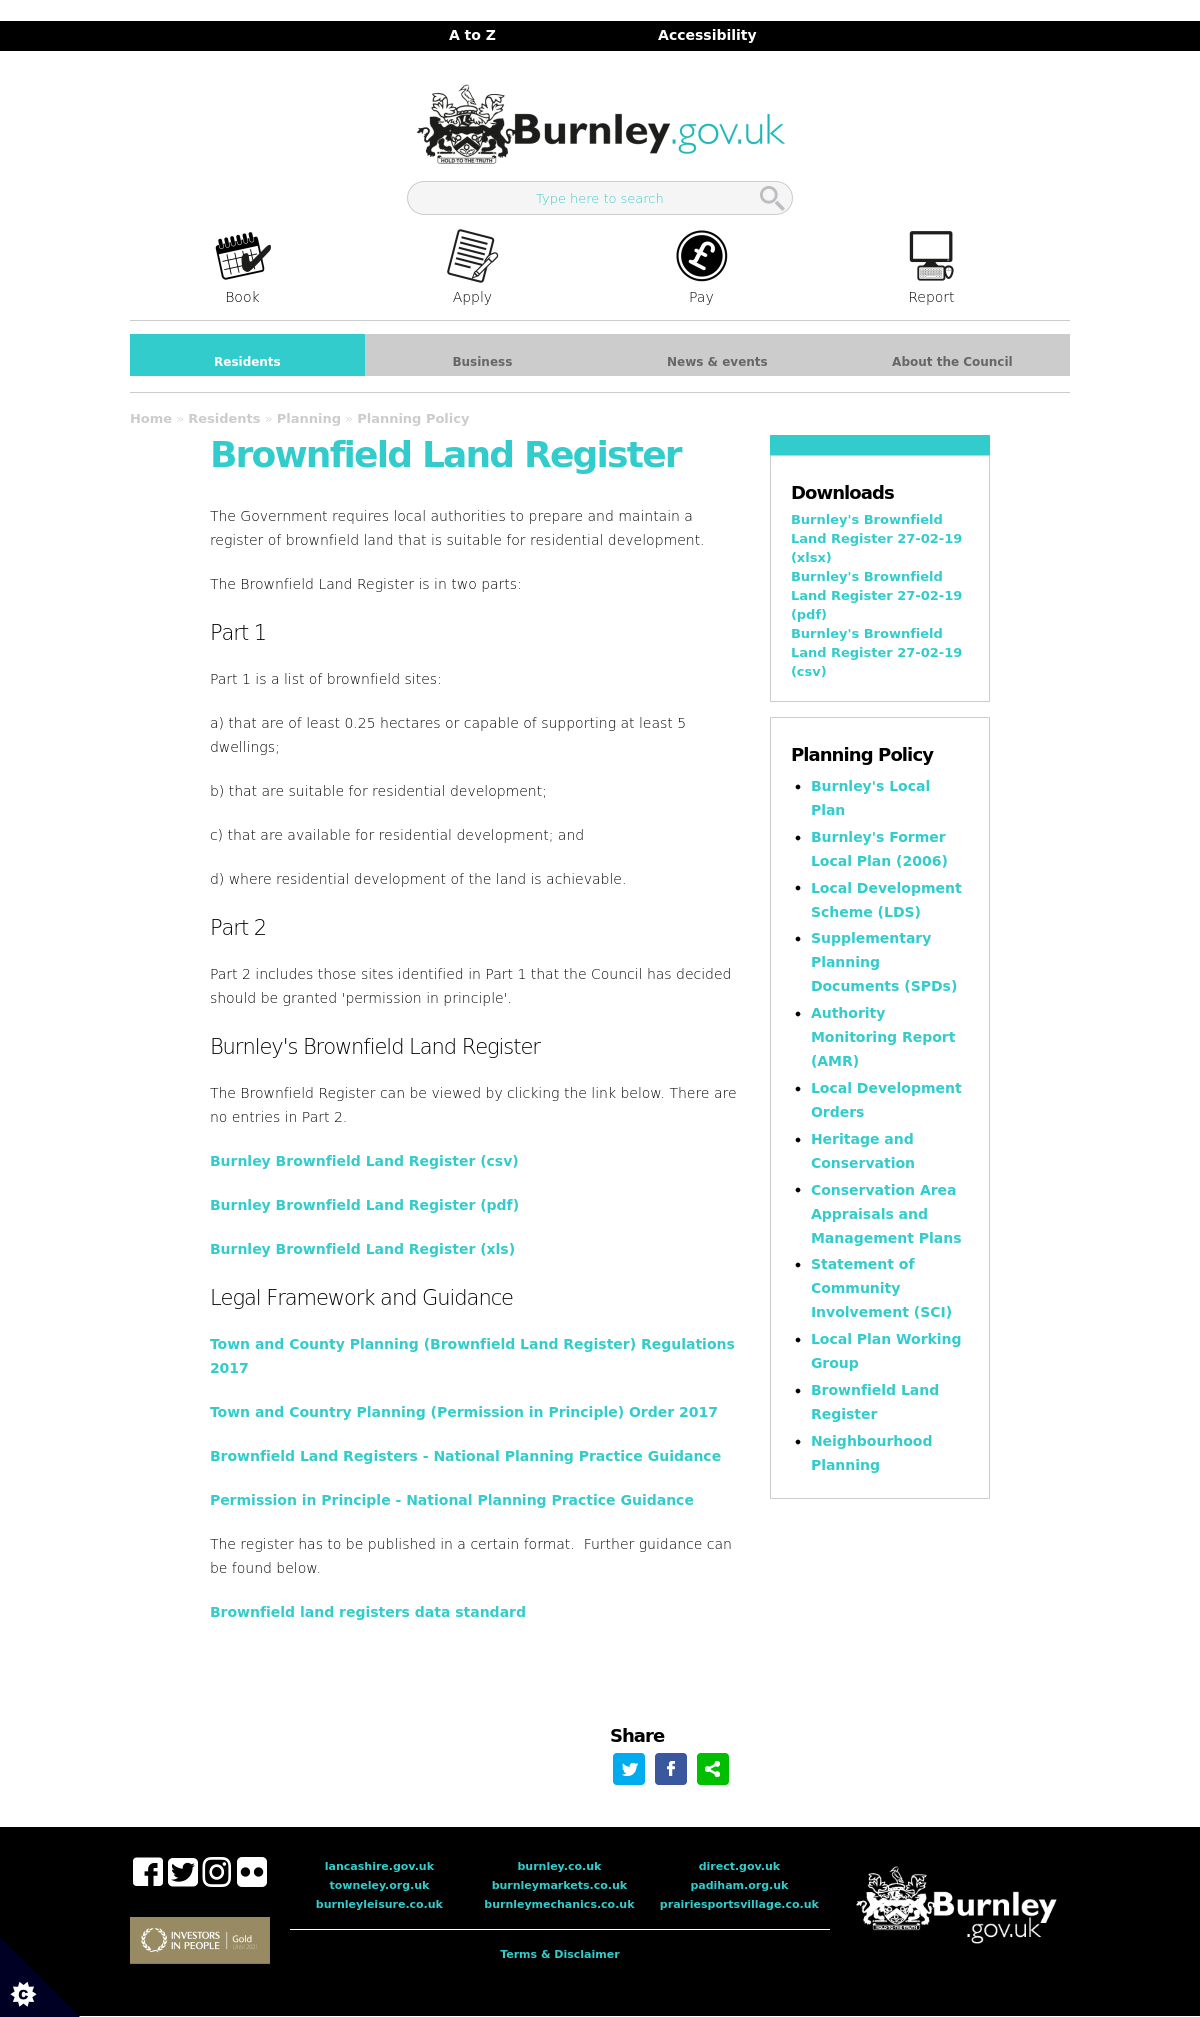 A to Z
Accessibility
Burnley.gov.uk
HOLD TO THE TRUTH
Type here to search
Book
Apply
Pay
Report
Residents
Business
News & events
About the Council
Home » Residents » Planning » Planning Policy
Brownfield Land Register
The Government requires local authorities to prepare and maintain a
register of brownfield land that is suitable for residential development.
The Brownfield Land Register is in two parts:
Part 1
Part 1 is a list of brownfield sites:
a) that are of least 0.25 hectares or capable of supporting at least 5
dwellings;
b) that are suitable for residential development;
c) that are available for residential development; and
d) where residential development of the land is achievable.
Part 2
Part 2 includes those sites identified in Part 1 that the Council has decided
should be granted 'permission in principle'.
Burnley's Brownfield Land Register
The Brownfield Register can be viewed by clicking the link below. There are
no entries in Part 2.
Burnley Brownfield Land Register (csv)
Burnley Brownfield Land Register (pdf)
Burnley Brownfield Land Register (xls)
Legal Framework and Guidance
Town and County Planning (Brownfield Land Register) Regulations
2017
Town and Country Planning (Permission in Principle) Order 2017
Brownfield Land Registers - National Planning Practice Guidance
Permission in Principle - National Planning Practice Guidance
The register has to be published in a certain format.  Further guidance can
be found below.
Brownfield land registers data standard
Downloads
Burnley's Brownfield
Land Register 27-02-19
(xlsx)
Burnley's Brownfield
Land Register 27-02-19
(pdf)
Burnley's Brownfield
Land Register 27-02-19
(csv)
Planning Policy
Burnley's Local
Plan
Burnley's Former
Local Plan (2006)
Local Development
Scheme (LDS)
Supplementary
Planning
Documents (SPDs)
Authority
Monitoring Report
(AMR)
Local Development
Orders
Heritage and
Conservation
Conservation Area
Appraisals and
Management Plans
Statement of
Community
Involvement (SCI)
Local Plan Working
Group
Brownfield Land
Register
Neighbourhood
Planning
Share
lancashire.gov.uk
burnley.co.uk
direct.gov.uk
towneley.org.uk
burnleymarkets.co.uk
padiham.org.uk
burnleyleisure.co.uk
burnleymechanics.co.uk
prairiesportsvillage.co.uk
Terms & Disclaimer
INVESTORS
IN PEOPLE
Gold
Burnley
.gov.uk
HOLD TO THE TRUTH
C